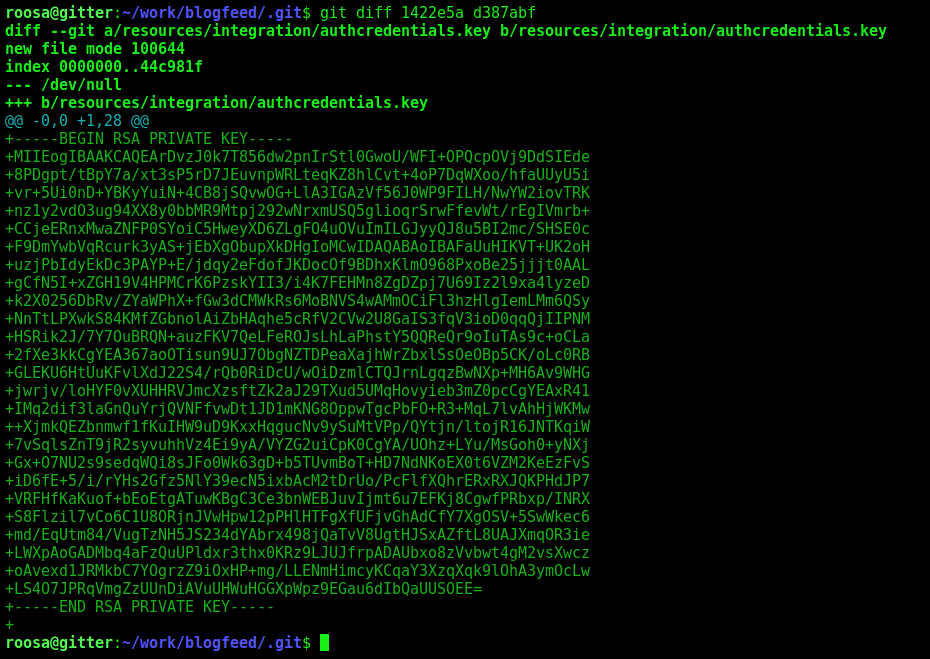 roosa@gitter:~/work/blogfeed/.git$ git diff 1422e5a d387abf
diff --git a/resources/integration/authcredentials.key b/resources/integration/authcredentials.key
new file mode 100644
index 0000000..44c981f
--- /dev/null
+++ b/resources/integration/authcredentials.key
@@ -0,0 +1,28 @@
+-----BEGIN RSA PRIVATE KEY-----
+MIIEogIBAAKCAQEArDvzJ0k7T856dw2pnIrStl0GwoU/WFI+OPQcpOVj9DdSIEde
+8PDgpt/tBpY7a/xt3sP5rD7JEuvnpWRLteqKZ8hlCvt+4oP7DqWXoo/hfaUUyU5i
+vr+5Ui0nD+YBKyYuiN+4CB8jSQvwOG+LlA3IGAzVf56J0WP9FILH/NwYW2iovTRK
+nz1y2vdO3ug94XX8y0bbMR9Mtpj292wNrxmUSQ5glioqrSrwFfevWt/rEgIVmrb+
+CCjeERnxMwaZNFP0SYoiC5HweyXD6ZLgFO4uOVuImILGJyyQJ8u5BI2mc/SHSE0c
+F9DmYwbVqRcurk3yAS+jEbXgObupXkDHgIoMCwIDAQABAoIBAFaUuHIKVT+UK2oH
+uzjPbIdyEkDc3PAYP+E/jdqy2eFdofJKDocOf9BDhxKlmO968PxoBe25jjjt0AAL
+gCfN5I+xZGH19V4HPMCrK6PzskYII3/i4K7FEHMn8ZgDZpj7U69Iz2l9xa4lyzeD
+k2X0256DbRv/ZYaWPhX+fGw3dCMWkRs6MoBNVS4wAMmOCiFl3hzHlgIemLMm6QSy
+NnTtLPXwkS84KMfZGbnolAiZbHAqhe5cRfV2CVw2U8GaIS3fqV3ioD0qqQjIIPNM
+HSRik2J/7Y7OuBRQN+auzFKV7QeLFeROJsLhLaPhstY5QQReQr9oIuTAs9c+oCLa
+2fXe3kkCgYEA367aoOTisun9UJ7ObgNZTDPeaXajhWrZbxlSsOeOBp5CK/oLc0RB
+GLEKU6HtUuKFvlXdJ22S4/rQb0RiDcU/wOiDzmlCTQJrnLgqzBwNXp+MH6Av9WHG
+jwrjv/loHYF0vXUHHRVJmcXzsftZk2aJ29TXud5UMqHovyieb3mZ0pcCgYEAxR41
+IMq2dif3laGnQuYrjQVNFfvwDt1JD1mKNG8OppwTgcPbFO+R3+MqL7lvAhHjWKMw
++XjmkQEZbnmwf1fKuIHW9uD9KxxHqgucNv9ySuMtVPp/QYtjn/ltojR16JNTKqiW
+7vSqlsZnT9jR2syvuhhVz4Ei9yA/VYZG2uiCpK0CgYA/UOhz+LYu/MsGoh0+yNXj
+Gx+O7NU2s9sedqWQi8sJFo0Wk63gD+b5TUvmBoT+HD7NdNKoEX0t6VZM2KeEzFvS
+iD6fE+5/i/rYHs2Gfz5NlY39ecN5ixbAcM2tDrUo/PcFlfXQhrERxRXJQKPHdJP7
+VRFHfKaKuof+bEoEtgATuwKBgC3Ce3bnWEBJuvIjmt6u7EFKj8CgwfPRbxp/INRX
+S8Flzil7vCo6C1U8ORjnJVwHpw12pPHlHTFgXfUFjvGhAdCfY7XgOSV+5SwWkec6
+md/EqUtm84/VugTzNH5JS234dYAbrx498jQaTvV8UgtHJSxAZftL8UAJXmqOR3ie
+LWXpAoGADMbq4aFzQuUPldxr3thx0KRz9LJUJfrpADAUbxo8zVvbwt4gM2vsXwcz
+oAvexd1JRMkbC7YOgrzZ9iOxHP+mg/LLENmHimcyKCqaY3XzqXqk9lOhA3ymOcLw
+LS4O7JPRqVmgZzUUnDiAVuUHWuHGGXpWpz9EGau6dIbQaUUSOEE=
+-----END RSA PRIVATE KEY-----
+
roosa@gitter:~/work/blogfeed/.git$